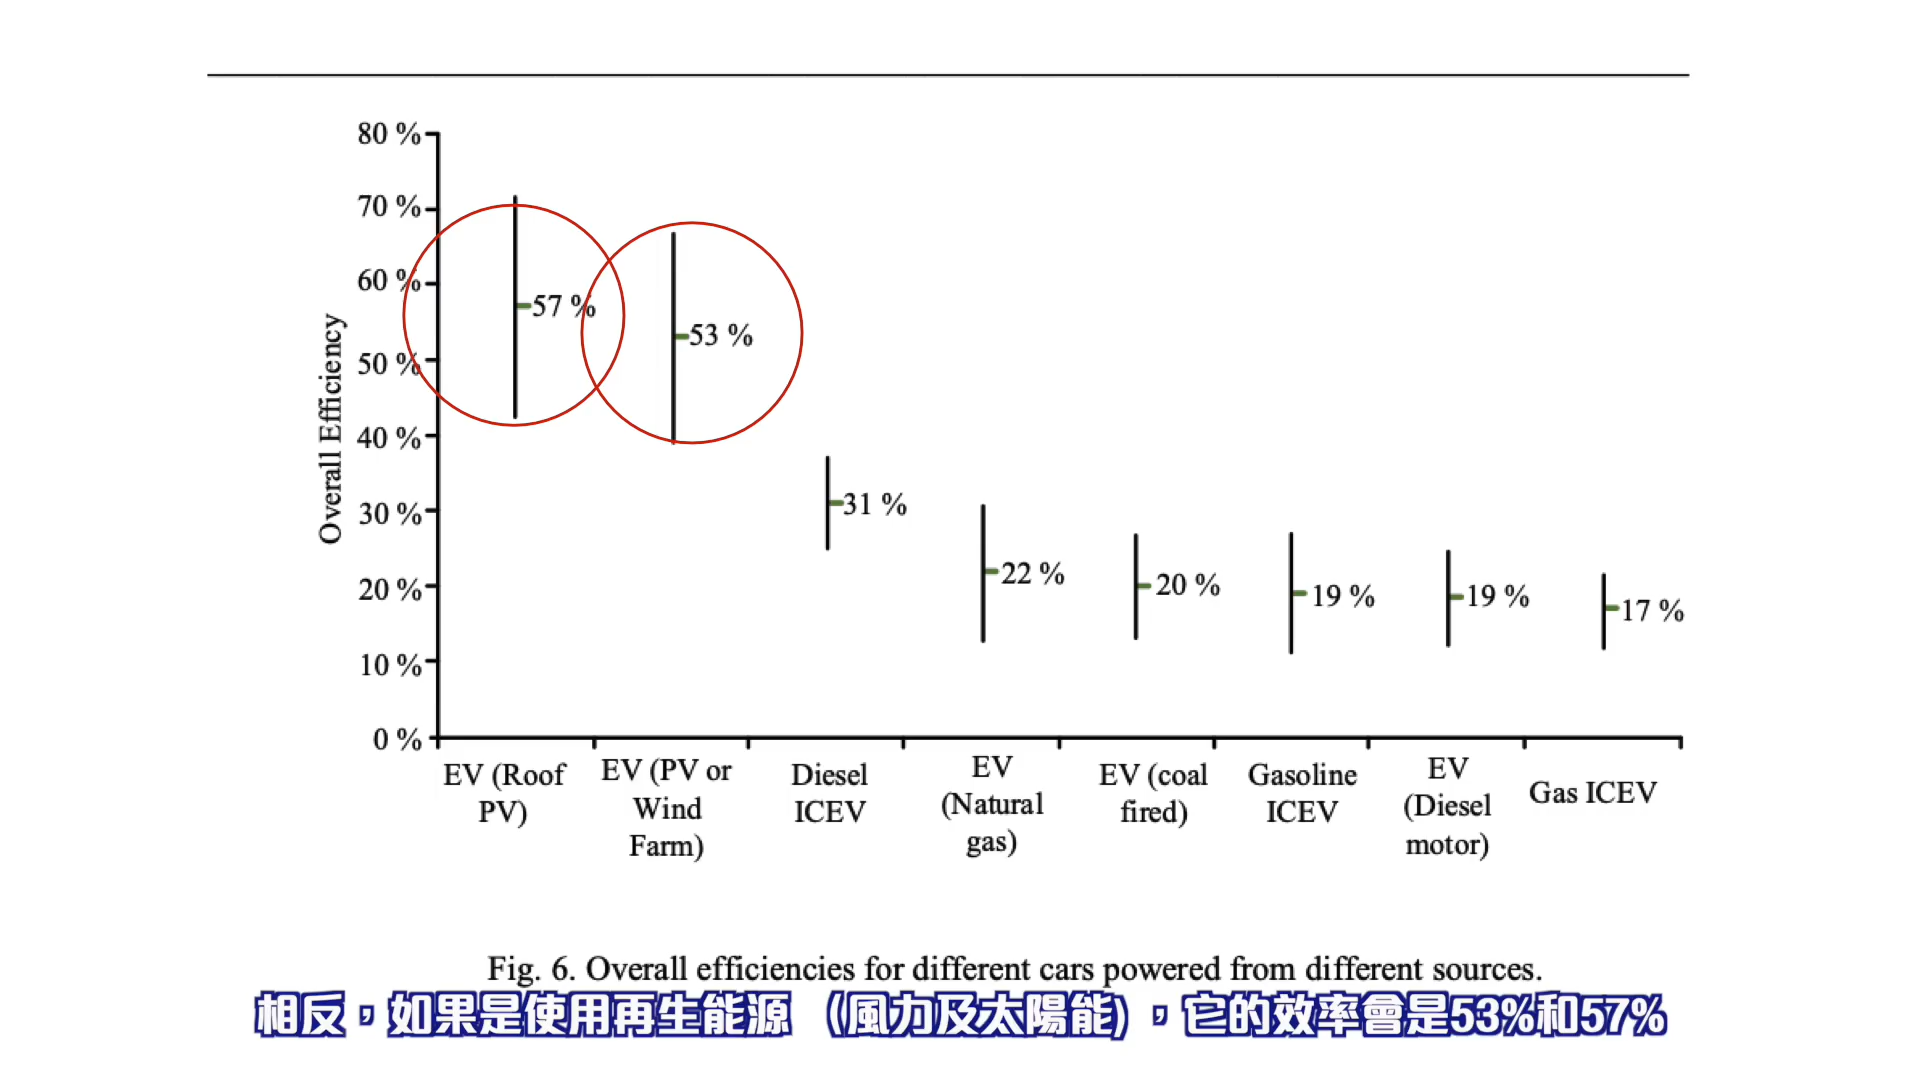 80 %
70 %
60 %
50 %
40 %
30 %
20 %
10 %
0 %
Overall Efficiency
57 %
53 %
31 %
22 %
20 %
19 %
19 %
17 %
EV (Roof
PV)
EV (PV or
Wind
Farm)
Diesel
ICEV
EV
(Natural
gas)
EV (coal
fired)
Gasoline
ICEV
EV
(Diesel
motor)
Gas ICEV
Fig. 6. Overall efficiencies for different cars powered from different sources.
相反，如果是使用再生能源 （風力及太陽能），它的效率會是53%和57%